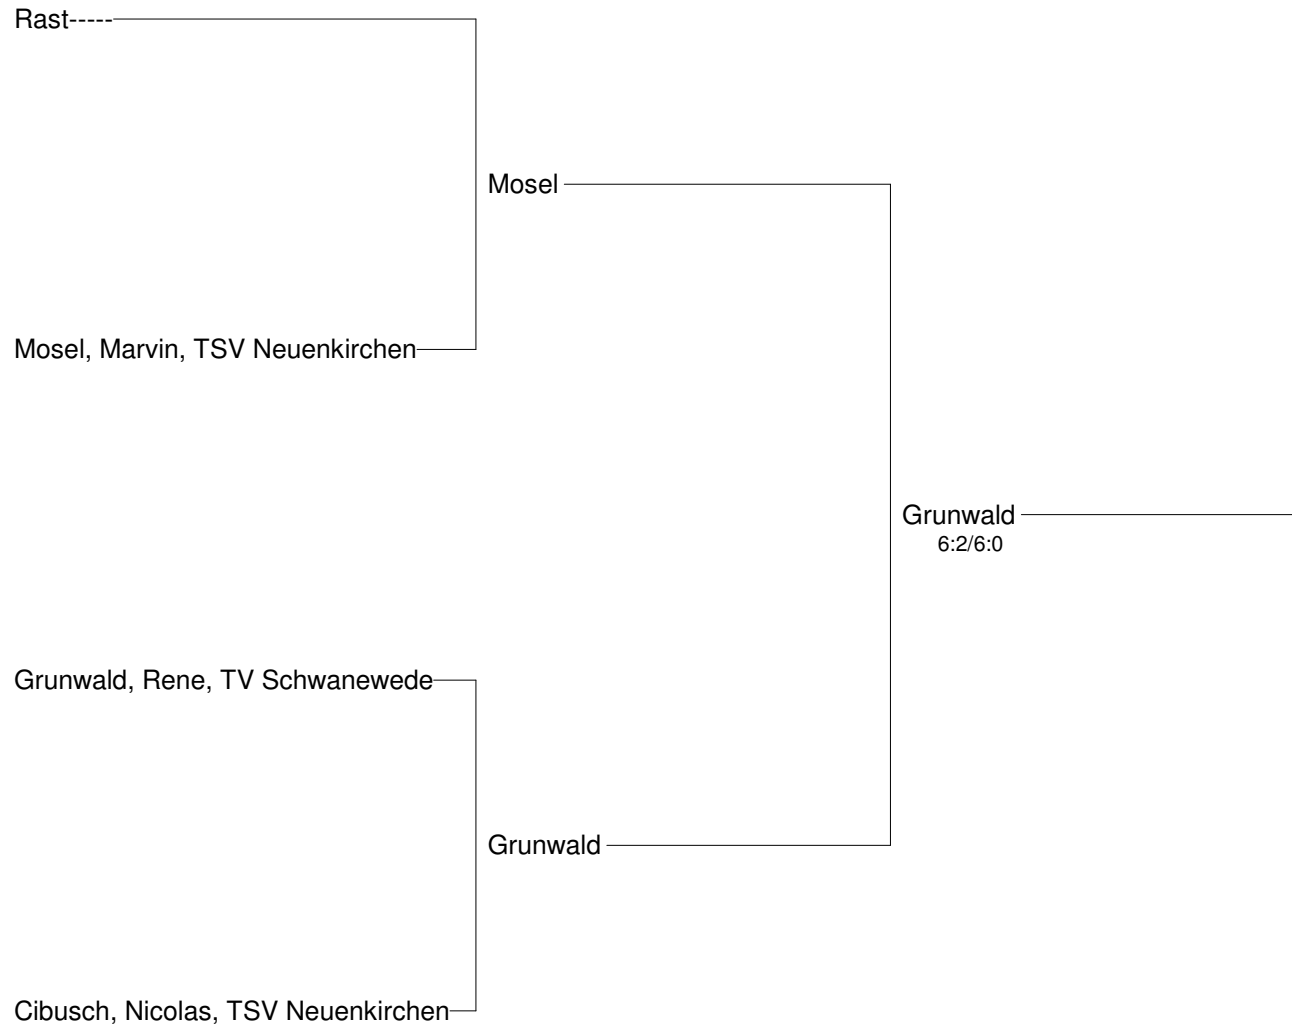 Rast-----
Mosel
Mosel, Marvin, TSV Neuenkirchen
Grunwald
6:2/6:0
Grunwald, Rene, TV Schwanewede
Grunwald
Cibusch, Nicolas, TSV Neuenkirchen